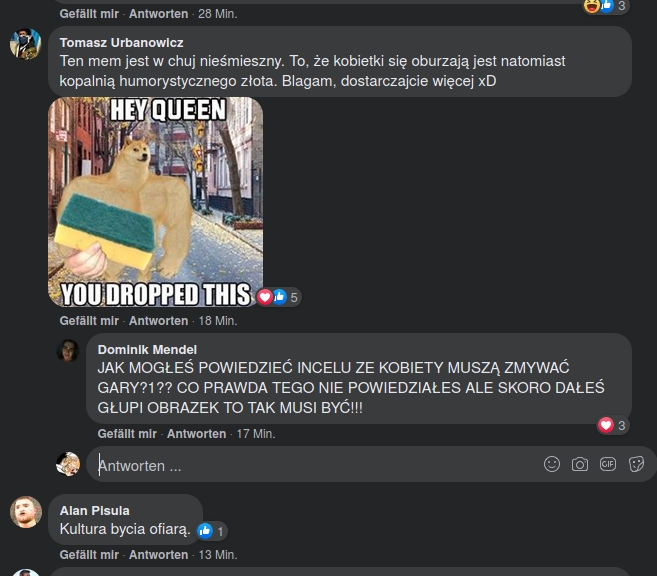 Gefällt mir · Antworten · 28 Min.
3
Tomasz Urbanowicz
Ten mem jest w chuj nieśmieszny. To, że kobietki się oburzają jest natomiast
kopalnią humorystycznego złota. Blagam, dostarczajcie więcej xD
HEY QUEEN
YOU DROPPED THIS
5
Gefällt mir · Antworten · 18 Min.
Dominik Mendel
JAK MOGŁEŚ POWIEDZIEĆ INCELU ZE KOBIETY MUSZĄ ZMYWAĆ
GARY?1?? CO PRAWDA TEGO NIE POWIEDZIAŁES ALE SKORO DAŁEŚ
GŁUPI OBRAZEK TO TAK MUSI BYĆ!!!
3
Gefällt mir · Antworten · 17 Min.
Antworten ...
GIF
Alan Pisula
Kultura bycia ofiarą.
1
Gefällt mir · Antworten · 13 Min.